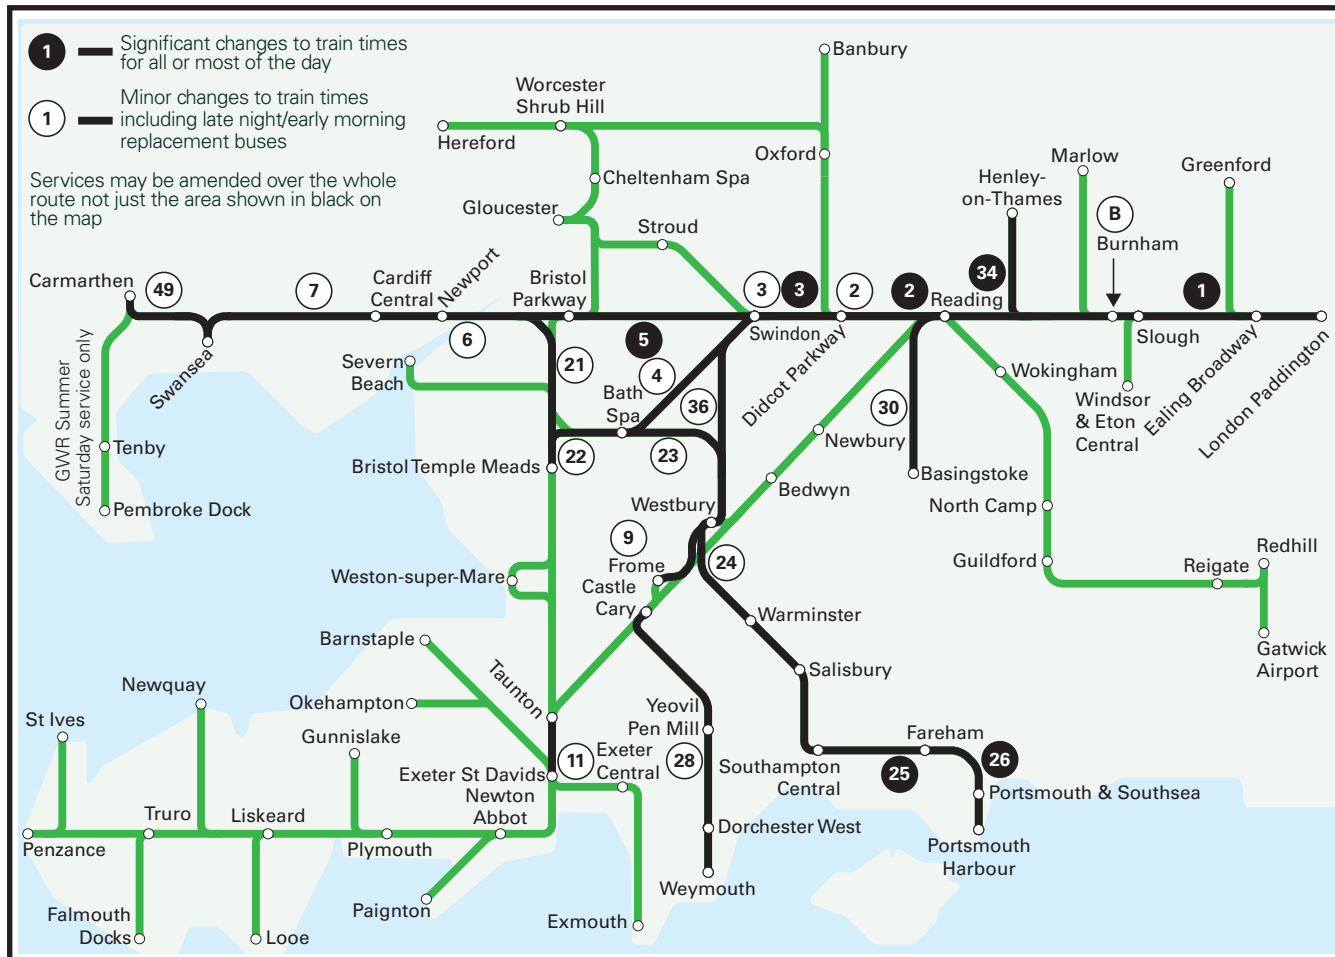 1
Significant changes to train times
for all or most of the day
1
Minor changes to train times
including late night/early morning
replacement buses
Services may be amended over the whole
route not just the area shown in black on
the map
Banbury
Worcester
Shrub Hill
Hereford
Oxford
Cheltenham Spa
Gloucester
Stroud
Marlow
Greenford
Henley-
on-Thames
B
Burnham
34
Carmarthen
49
7
Cardiff
Central
Newport
Bristol
Parkway
3
3
2
2
Reading
1
Swansea
6
21
5
4
Swindon
Didcot Parkway
Slough
Ealing Broadway
London Paddington
Severn
Beach
Bath
Spa
36
30
Wokingham
Windsor
& Eton
Central
GWR Summer
Saturday service only
Tenby
Pembroke Dock
Bristol Temple Meads
22
23
Newbury
Bedwyn
Basingstoke
North Camp
Westbury
9
24
Guildford
Reigate
Redhill
Weston-super-Mare
Frome
Castle
Cary
Warminster
Gatwick
Airport
Barnstaple
Salisbury
Newquay
Okehampton
Taunton
St Ives
Gunnislake
Yeovil
Pen Mill
Fareham
Exeter St Davids
11
Exeter
Central
28
Southampton
Central
25
26
Portsmouth & Southsea
Newton
Abbot
Truro
Liskeard
Dorchester West
Penzance
Plymouth
Portsmouth
Harbour
Weymouth
Falmouth
Docks
Looe
Paignton
Exmouth